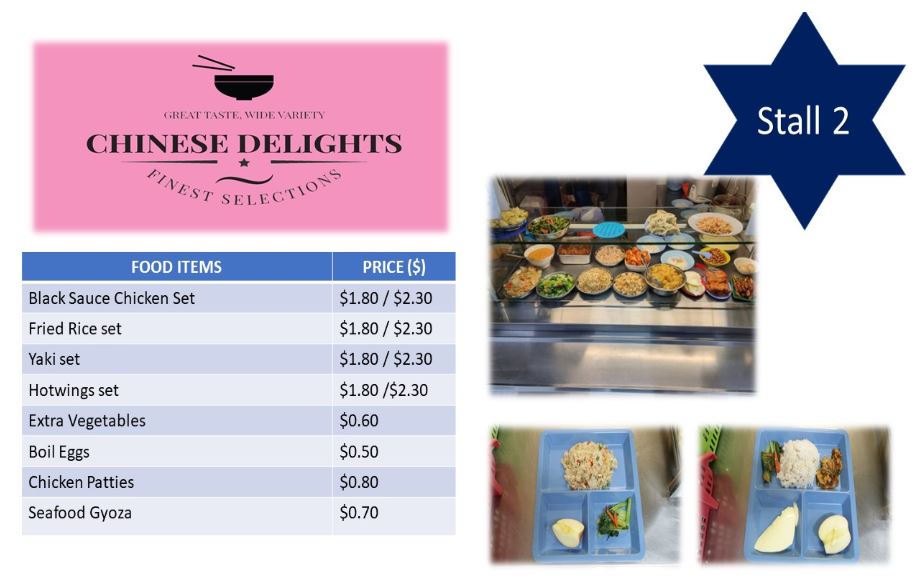 GREAT TASTE, WIDE VARIETY
CHINESE DELIGHTS
FINEST SELECTIONS
Stall 2
FOOD ITEMS PRICE ($)
Black Sauce Chicken Set $1.80 / $2.30
Fried Rice set $1.80 / $2.30
Yaki set $1.80 / $2.30
Hotwings set $1.80 /$2.30
Extra Vegetables $0.60
Boil Eggs $0.50
Chicken Patties $0.80
Seafood Gyoza $0.70